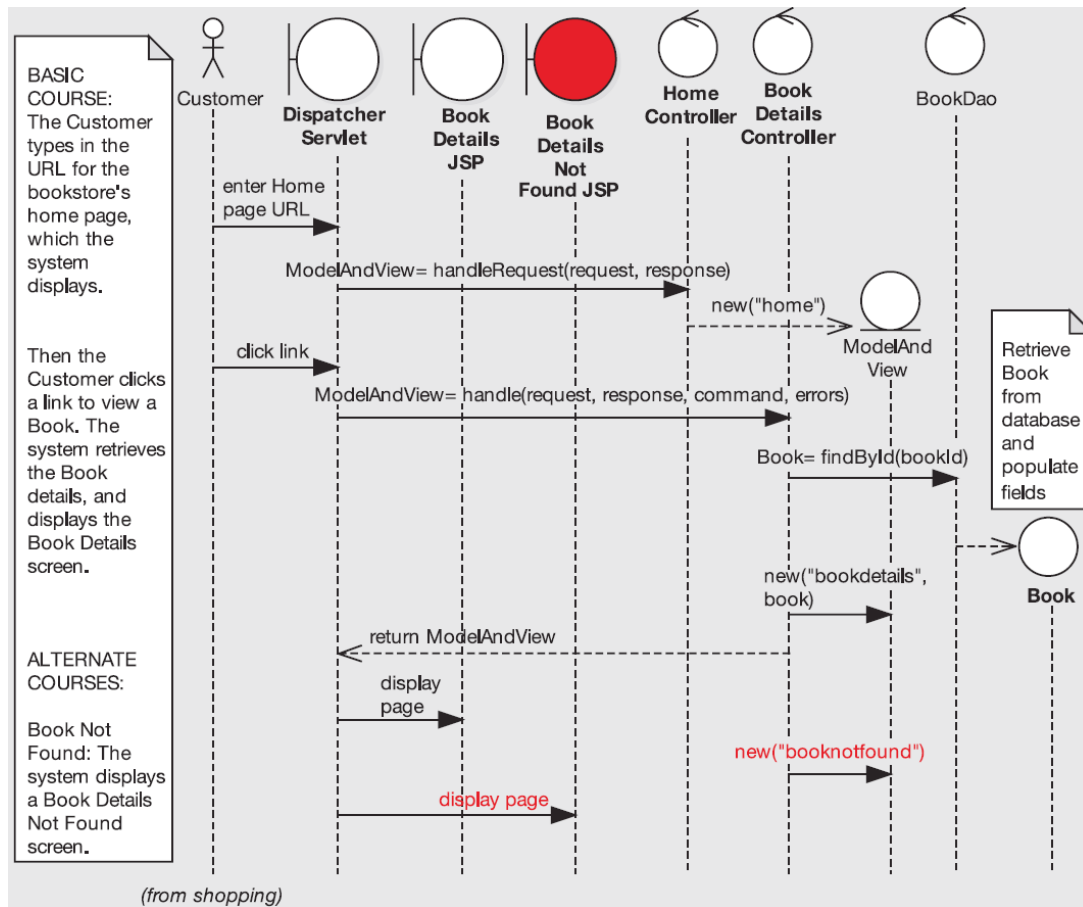 BASIC
COURSE:
The Customer
types in the
URL for the
bookstore's
home page,
which the
system
displays.
Then the
Customer clicks
a link to view a
Book. The
system retrieves
the Book
details, and
displays the
Book Details
screen.
ALTERNATE
COURSES:
Book Not
Found: The
system displays
a Book Details
Not Found
screen.
Customer
Dispatcher
Servlet
Book
Details
JSP
Book
Details
Not
Found JSP
Home
Controller
Book
Details
Controller
BookDao
enter Home
page URL
ModelAndView= handleRequest(request, response)
new("home")
ModelAnd
View
click link
ModelAndView= handle(request, response, command, errors)
Book= findById(bookId)
Retrieve
Book
from
database
and
populate
fields
Book
new("bookdetails",
book)
return ModelAndView
display
page
new("booknotfound")
display page
(from shopping)